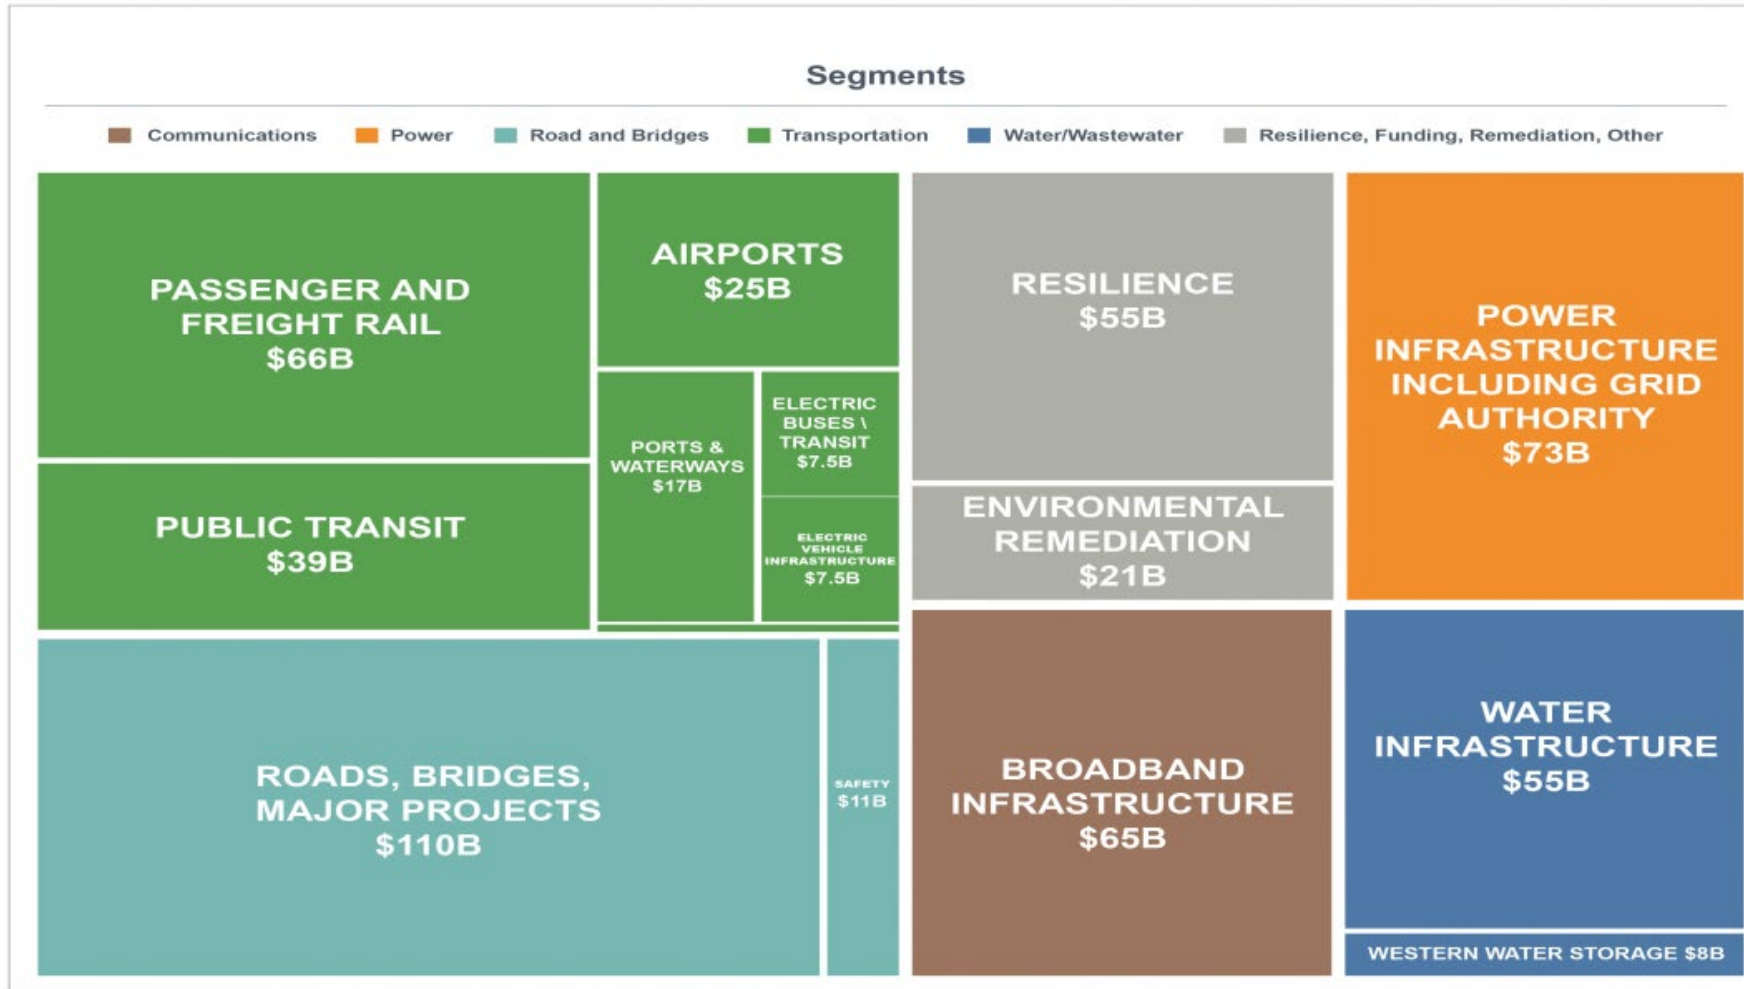 Segments
Communications
Power
Road and Bridges
Transportation
Water/Wastewater
Resilience, Funding, Remediation, Other
PASSENGER AND
FREIGHT RAIL
$66B
AIRPORTS
$25B
PORTS &
WATERWAYS
$17B
ELECTRIC
BUSES \
TRANSIT
$7.5B
ELECTRIC
VEHICLE
INFRASTRUCTURE
$7.5B
PUBLIC TRANSIT
$39B
ROADS, BRIDGES,
MAJOR PROJECTS
$110B
SAFETY
$11B
RESILIENCE
$55B
ENVIRONMENTAL
REMEDIATION
$21B
BROADBAND
INFRASTRUCTURE
$65B
POWER
INFRASTRUCTURE
INCLUDING GRID
AUTHORITY
$73B
WATER
INFRASTRUCTURE
$55B
WESTERN WATER STORAGE $8B